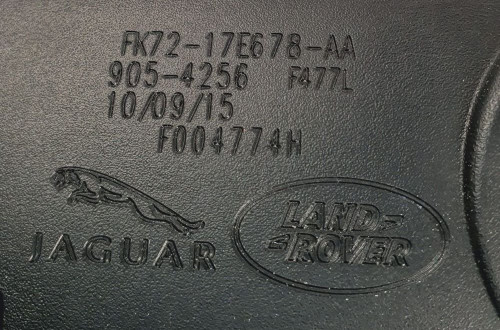 FK72-17E678-AA
905-4256 F477L
10/09/15
F004774H
JAGUAR
LAND
ROVER